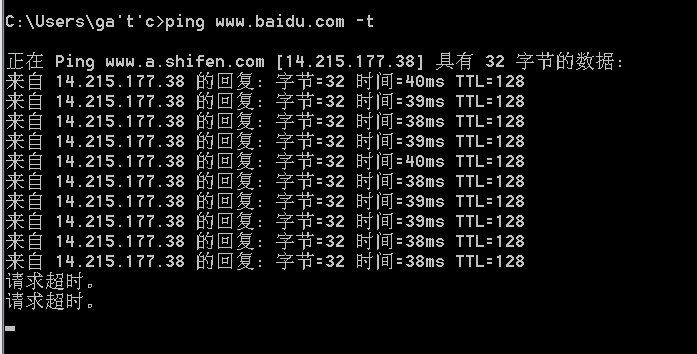 C:\Users\ga't'c>ping www.baidu.com -t
正在 Ping www.a.shifen.com [14.215.177.38] 具有 32 字节的数据:
来自 14.215.177.38 的回复: 字节=32 时间=40ms TTL=128
来自 14.215.177.38 的回复: 字节=32 时间=39ms TTL=128
来自 14.215.177.38 的回复: 字节=32 时间=38ms TTL=128
来自 14.215.177.38 的回复: 字节=32 时间=39ms TTL=128
来自 14.215.177.38 的回复: 字节=32 时间=40ms TTL=128
来自 14.215.177.38 的回复: 字节=32 时间=38ms TTL=128
来自 14.215.177.38 的回复: 字节=32 时间=39ms TTL=128
来自 14.215.177.38 的回复: 字节=32 时间=39ms TTL=128
来自 14.215.177.38 的回复: 字节=32 时间=38ms TTL=128
来自 14.215.177.38 的回复: 字节=32 时间=38ms TTL=128
请求超时。
请求超时。